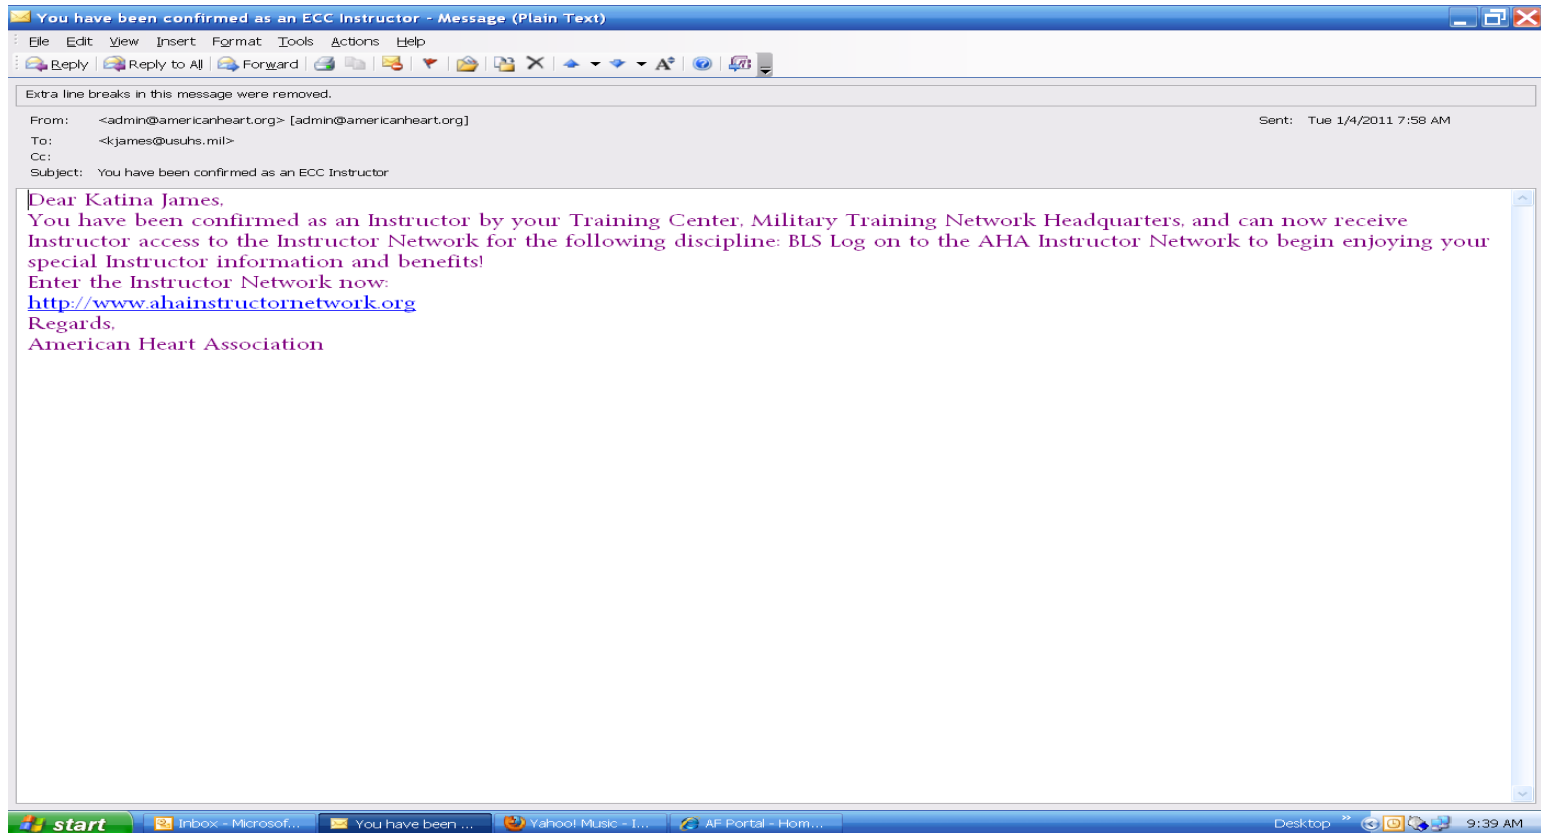 You have been confirmed as an ECC Instructor - Message (Plain Text)
File Edit View Insert Format Tools Actions Help
Reply Reply to All Forward
Extra line breaks in this message were removed.
From: <admin@americanheart.org> [admin@americanheart.org] Sent: Tue 1/4/2011 7:58 AM
To: <kjames@usuhs.mil>
Cc:
Subject: You have been confirmed as an ECC Instructor
Dear Katina James,
You have been confirmed as an Instructor by your Training Center, Military Training Network Headquarters, and can now receive
Instructor access to the Instructor Network for the following discipline: BLS Log on to the AHA Instructor Network to begin enjoying your
special Instructor information and benefits!
Enter the Instructor Network now:
http://www.ahainstructornetwork.org
Regards,
American Heart Association
start Inbox - Microsof... You have been ... Yahoo! Music - I... AF Portal - Hom... Desktop » 9:39 AM